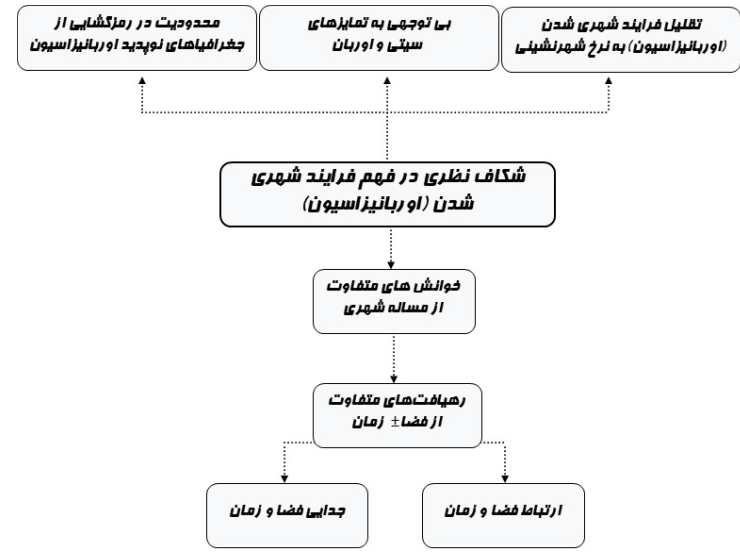 تقلیل فرایند شهری شدن
(اوربانیزاسیون) به نرخ شهرنشینی
بی توجهی به تمایزهای
سیتی و اوربان
محدودیت در رمزگشایی از
جغرافیاهای نوپدید اوربانیزاسیون
شکاف نظری در فهم فرایند شهری
شدن (اوربانیزاسیون)
خوانش های متفاوت
از مساله شهری
رهیافت‌های متفاوت
از فضا± زمان
ارتباط فضا و زمان
جدایی فضا و زمان